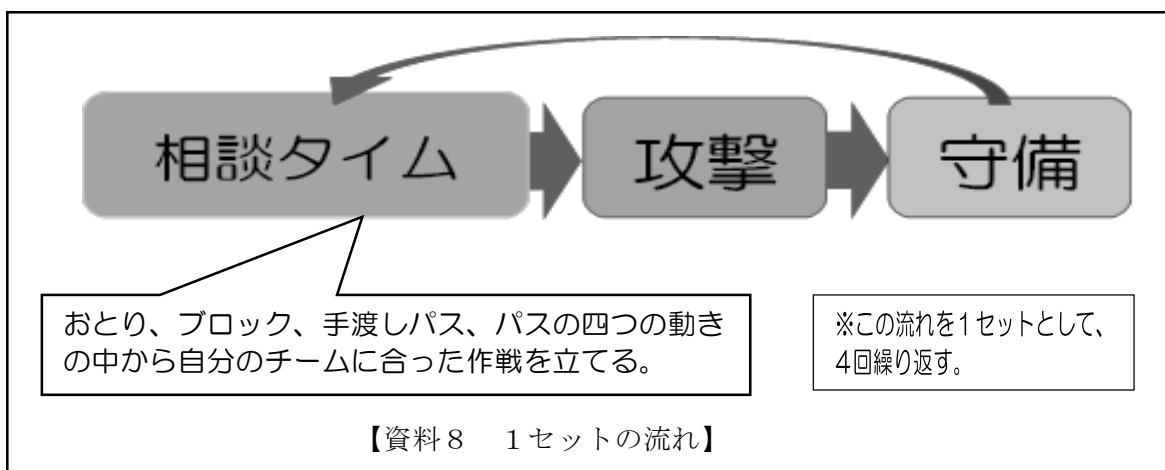 相談タイム
攻撃
守備
おとり、ブロック、手渡しパス、パスの四つの動き
の中から自分のチームに合った作戦を立てる。
※この流れを1セットとして、
4回繰り返す。
【資料8　1セットの流れ】